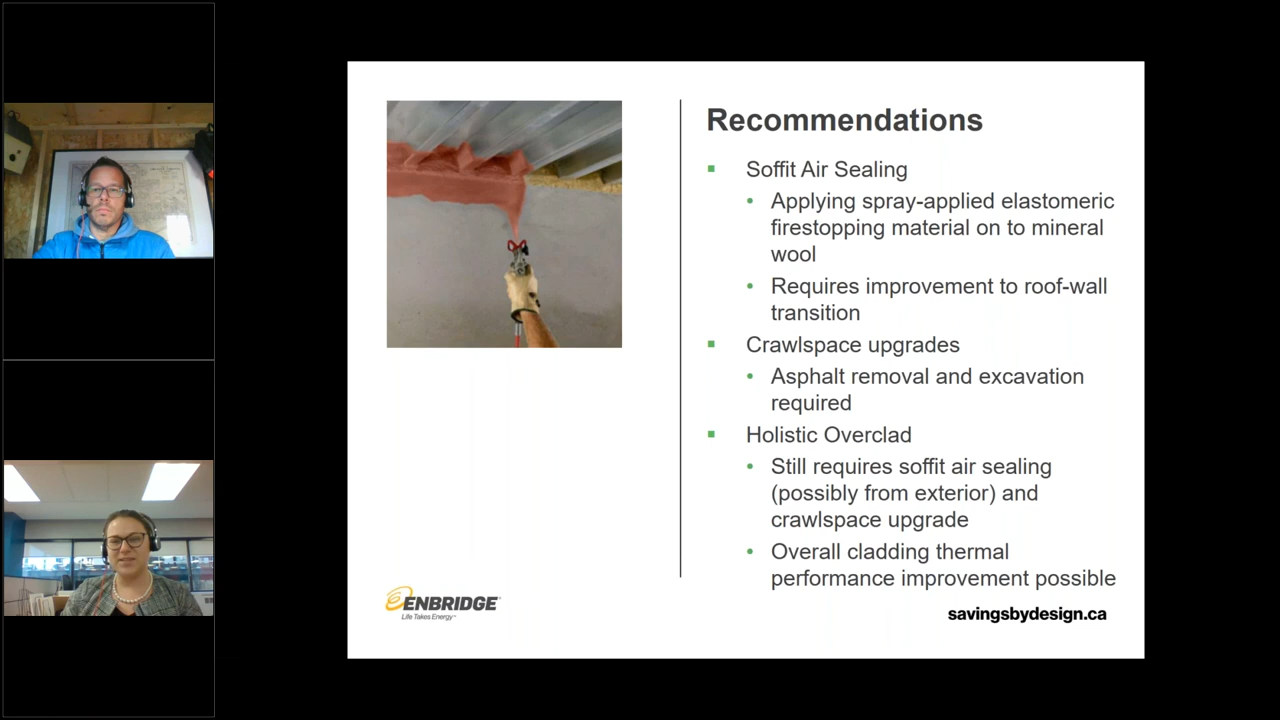 Recommendations
Soffit Air Sealing
Applying spray-applied elastomeric
firestopping material on to mineral
wool
Requires improvement to roof-wall
transition
Crawlspace upgrades
Asphalt removal and excavation
required
Holistic Overclad
Still requires soffit air sealing
(possibly from exterior) and
crawlspace upgrade
Overall cladding thermal
performance improvement possible
ENBRIDGE
Life Takes Energy™
savingsbydesign.ca